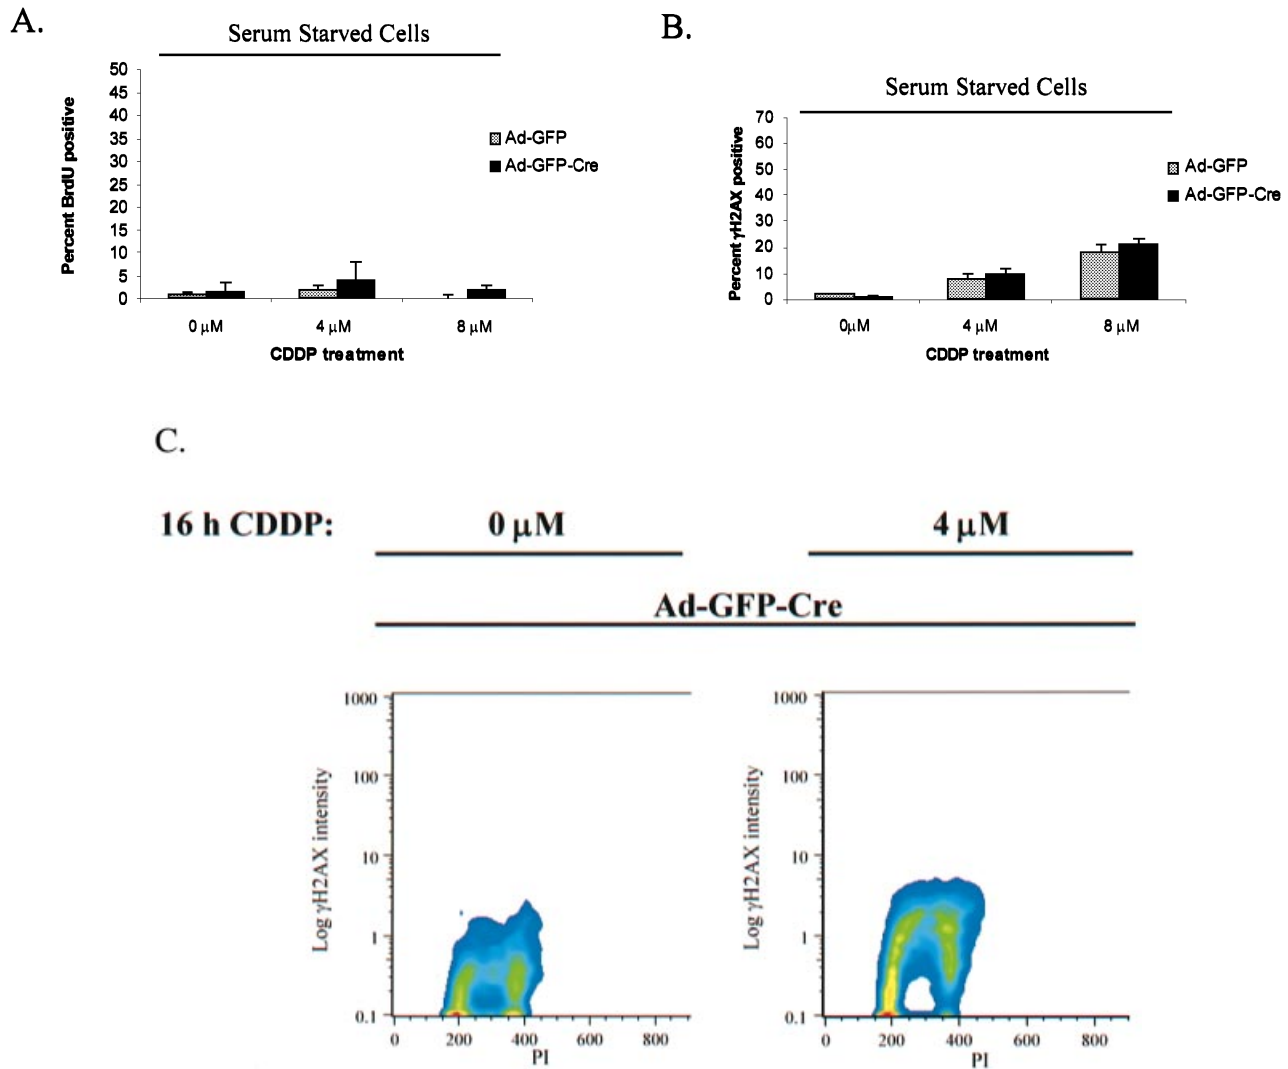 A.
Serum Starved Cells
50
45
40
35
30
25
20
15
10
5
0
Percent BrdU positive
Ad-GFP
Ad-GFP-Cre
0 μM
4 μM
8 μM
CDDP treatment
B.
Serum Starved Cells
70
60
50
40
30
20
10
0
Percent γH2AX positive
Ad-GFP
Ad-GFP-Cre
0μM
4 μM
8 μM
CDDP treatment
C.
16 h CDDP:
0 μM
4 μM
Ad-GFP-Cre
1000
100
10
1
0.1
Log γH2AX intensity
0
200
400
600
800
PI
1000
100
10
1
0.1
Log γH2AX intensity
0
200
400
600
800
PI